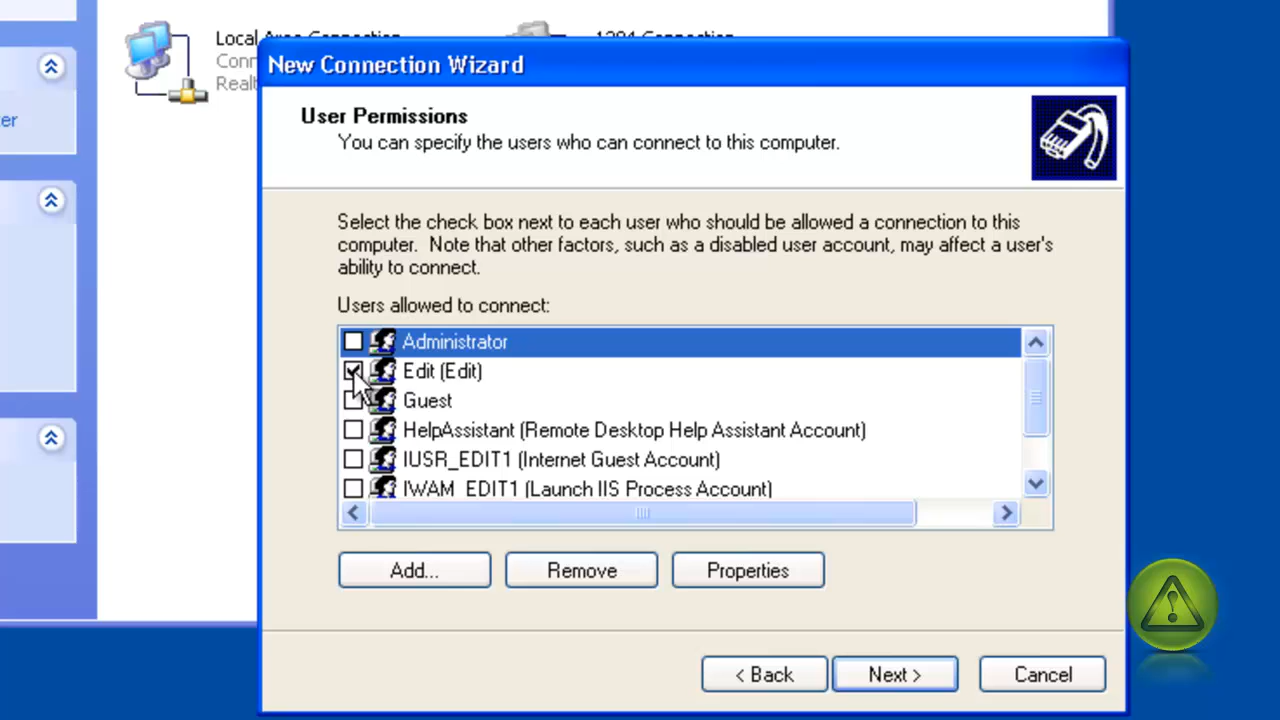 Local Area Connection
1394 Connection
Conn
Realt
er
New Connection Wizard
User Permissions
You can specify the users who can connect to this computer.
Select the check box next to each user who should be allowed a connection to this
computer. Note that other factors, such as a disabled user account, may affect a user's
ability to connect.
Users allowed to connect:
Administrator
Edit (Edit)
Guest
HelpAssistant (Remote Desktop Help Assistant Account)
IUSR_EDIT1 (Internet Guest Account)
IWAM_EDIT1 (Launch IIS Process Account)
Add...
Remove
Properties
< Back
Next >
Cancel